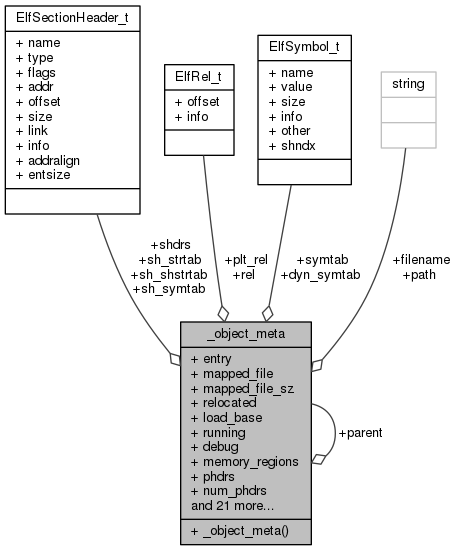 ElfSectionHeader_t
+ name
+ type
+ flags
+ addr
+ offset
+ size
+ link
+ info
+ addralign
+ entsize
ElfRel_t
+ offset
+ info
ElfSymbol_t
+ name
+ value
+ size
+ info
+ other
+ shndx
string
+shdrs
+sh_strtab
+sh_shstrtab
+sh_symtab
+plt_rel
+rel
+symtab
+dyn_symtab
+filename
+path
_object_meta
+ entry
+ mapped_file
+ mapped_file_sz
+ relocated
+ load_base
+ running
+ debug
+ memory_regions
+ phdrs
+ num_phdrs
and 21 more...
+ _object_meta()
+parent